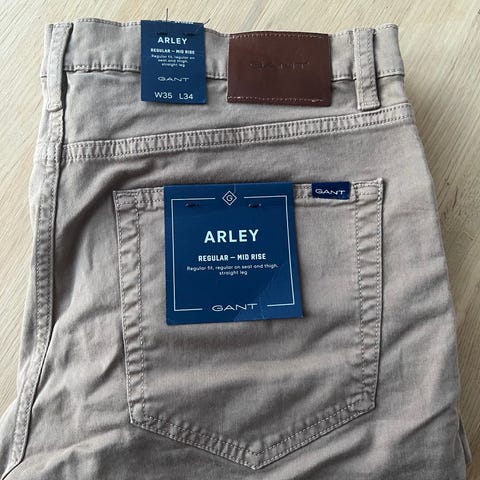 ARLEY
REGULAR — MID RISE
Regular fit, regular on
seat and thigh,
straight leg
GANT
W35 L34
GANT
GANT
G
ARLEY
REGULAR — MID RISE
Regular fit, regular on seat and thigh,
straight leg
GANT